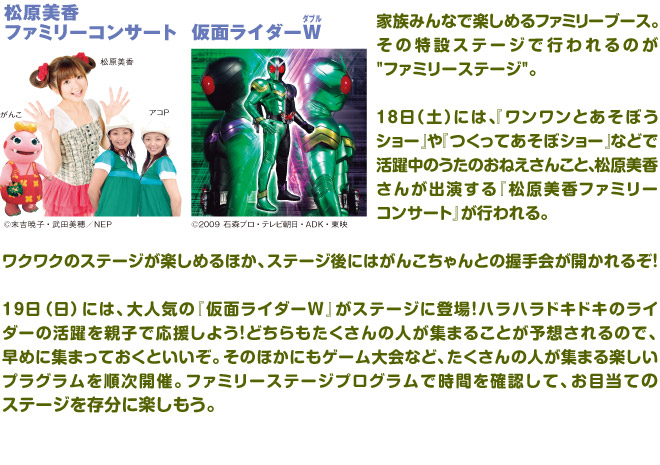 松原美香
ファミリーコンサート
仮面ライダーW
ダブル
松原美香
がんこ
アコP
©末吉暁子・武田美穂／NEP
©2009 石森プロ・テレビ朝日・ADK・東映
家族みんなで楽しめるファミリーブース。
その特設ステージで行われるのが
"ファミリーステージ"。
18日（土）には、『ワンワンとあそぼう
ショー』や『つくってあそぼショー』などで
活躍中のうたのおねえさんこと、松原美香
さんが出演する『松原美香ファミリー
コンサート』が行われる。
ワクワクのステージが楽しめるほか、ステージ後にはがんこちゃんとの握手会が開かれるぞ！
19日（日）には、大人気の『仮面ライダーW』がステージに登場！ハラハラドキドキのライ
ダーの活躍を親子で応援しよう！どちらもたくさんの人が集まることが予想されるので、
早めに集まっておくといいぞ。そのほかにもゲーム大会など、たくさんの人が集まる楽しい
プラグラムを順次開催。ファミリーステージプログラムで時間を確認して、お目当ての
ステージを存分に楽しもう。